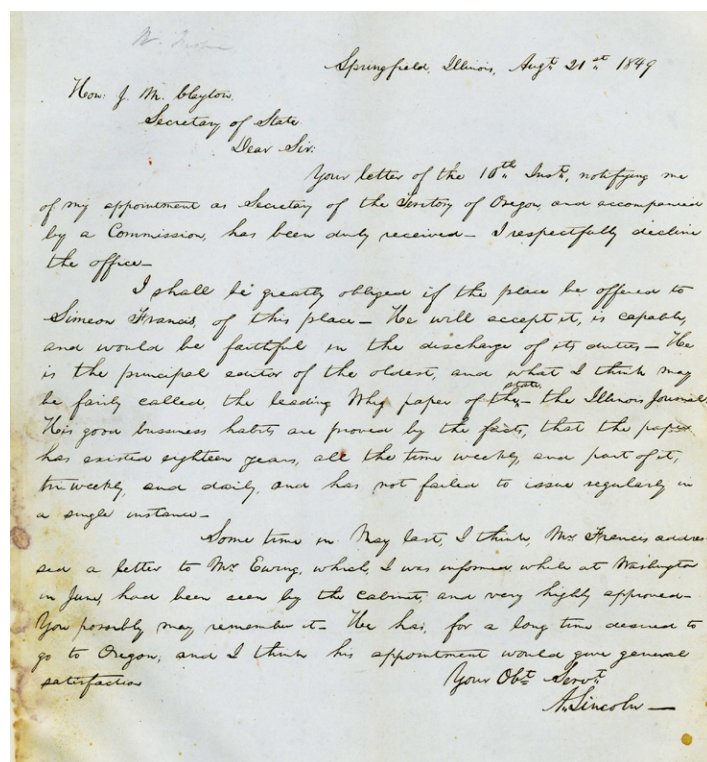 Springfield, Illinois, Augt. 21st 1849
Hon: J. M. Clayton.
Secretary of State
Dear Sir:
Your letter of the 10th Inst., notifying me
of my appointment as Secretary of the Teritory of Oregon, and accompanied
by a Commission, has been duly received— I respectfully decline
the office—
I shall be greatly obliged if the place be offered to
Simeon Francis, of this place— He will accept it, is capable,
and would be faithful in the discharge of its duties— He
is the principal editor of the oldest, and what I think may
be fairly called, the leading Whig paper of the state— the Illinois Journal.
His good business habits are proved by the facts, that the paper
has existed eighteen years, all the time weekly, and part of it,
tri-weekly, and daily, and has not failed to issue regularly in
a single instance—
Some time in May last, I think, Mr. Francis addres
sed a letter to Mr. Ewing, which, I was informed while at Washington
in June, had been seen by the cabinet, and very highly approved—
You possibly may remember it— He has, for a long time desired to
go to Oregon, and I think his appointment would give general
satisfaction
Your Obt. Servt.
A. Lincoln—